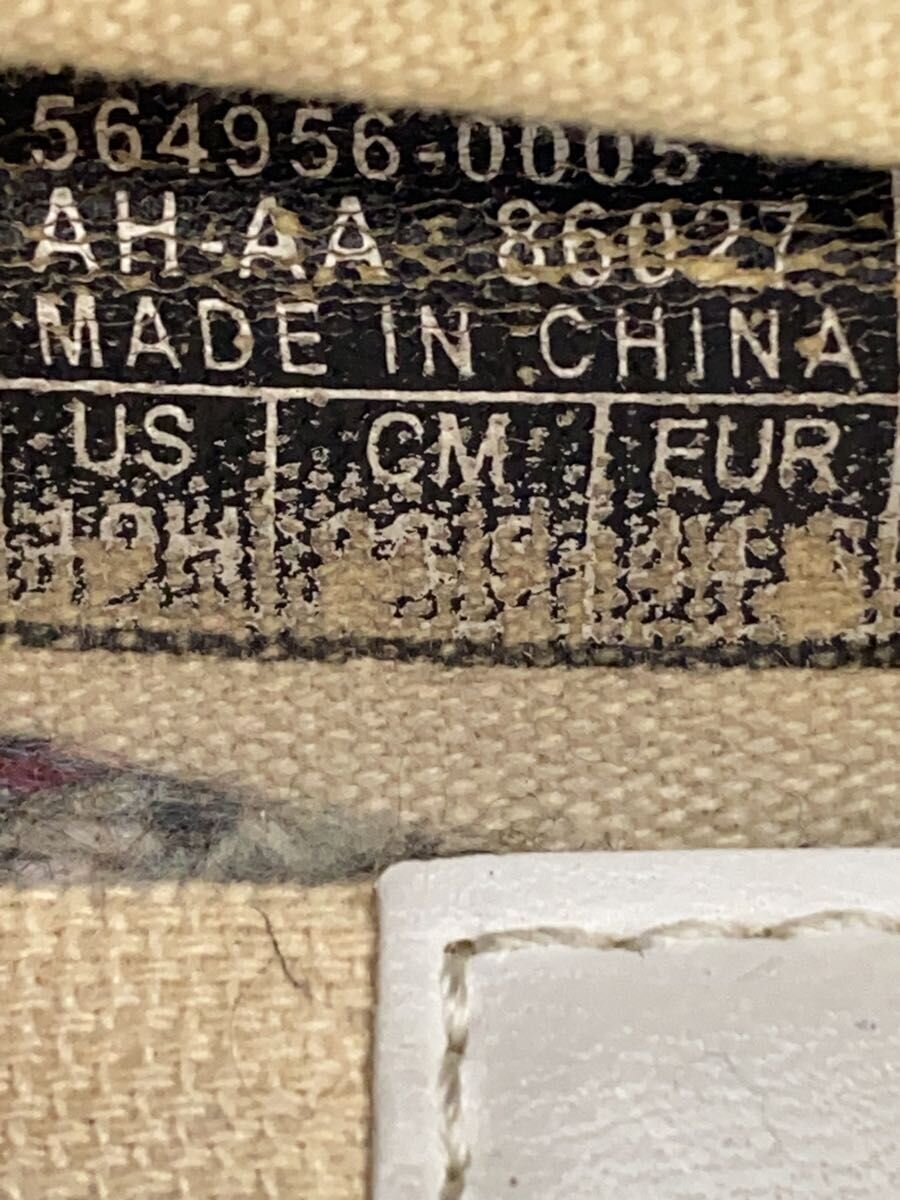 564956-0005
AH-AA 86027
MADE IN CHINA
US CM EUR